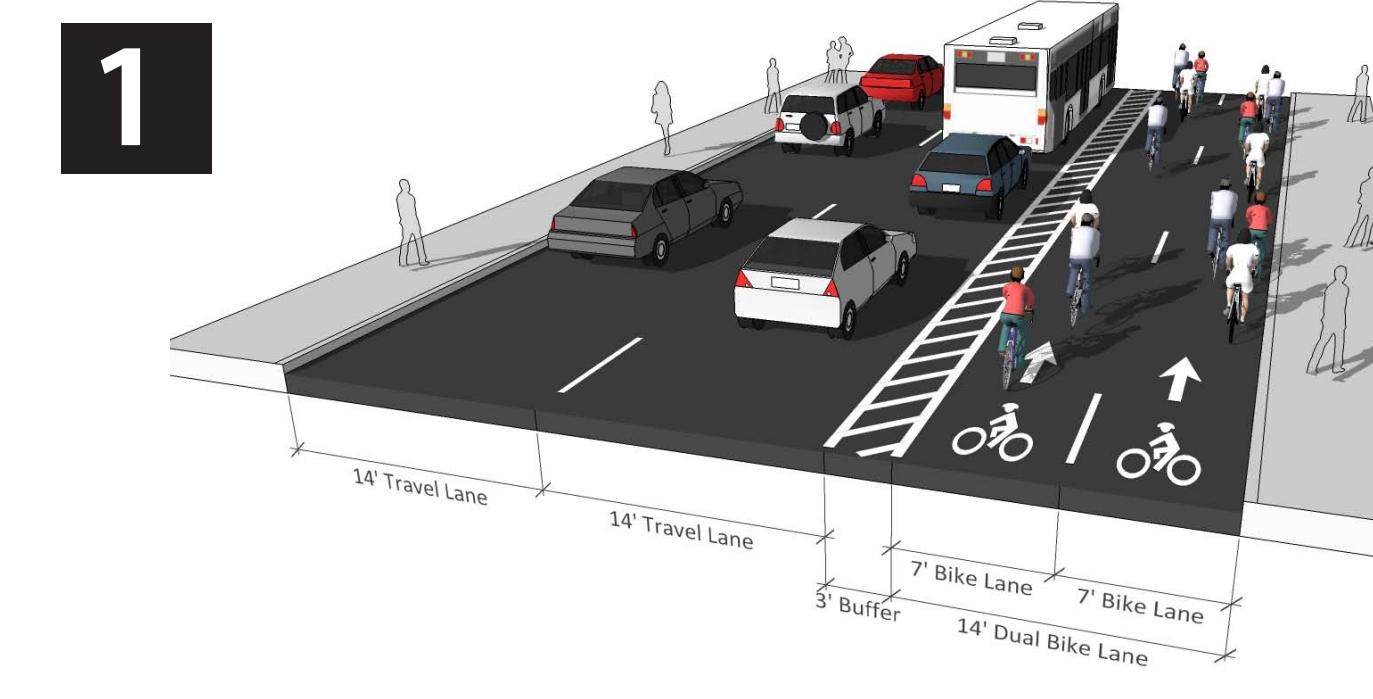 1
14' Travel Lane
14' Travel Lane
3' Buffer
7' Bike Lane
7' Bike Lane
14' Dual Bike Lane